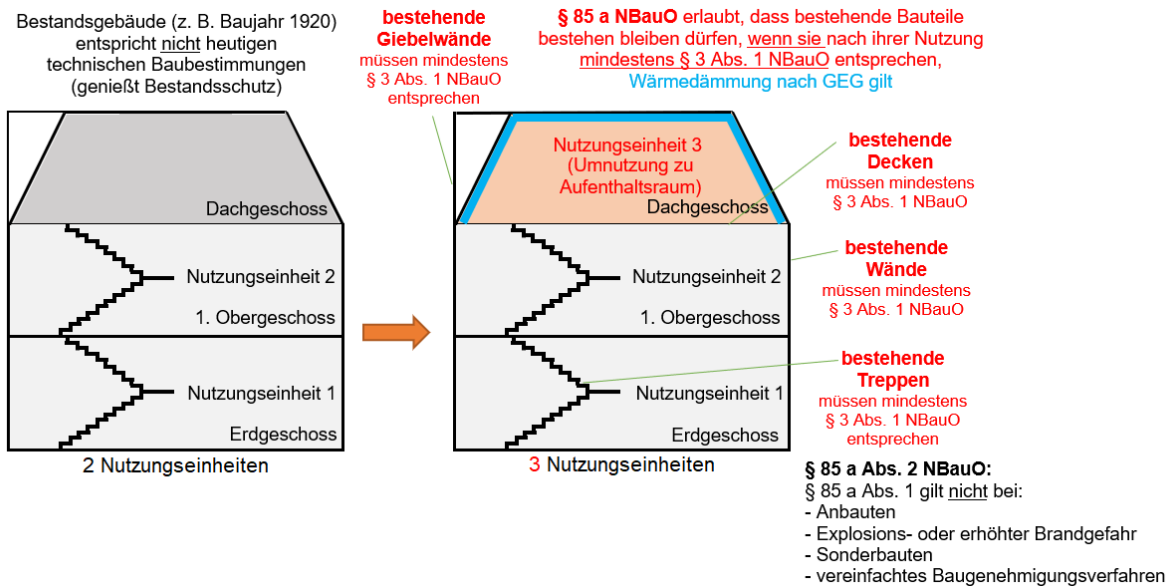 Bestandsgebäude (z. B. Baujahr 1920)
entspricht nicht heutigen
technischen Baubestimmungen
(genießt Bestandsschutz)
Dachgeschoss
Nutzungseinheit 2
1. Obergeschoss
Nutzungseinheit 1
Erdgeschoss
2 Nutzungseinheiten
bestehende
Giebelwände
müssen mindestens
§ 3 Abs. 1 NBauO
entsprechen
§ 85 a NBauO erlaubt, dass bestehende Bauteile
bestehen bleiben dürfen, wenn sie nach ihrer Nutzung
mindestens § 3 Abs. 1 NBauO entsprechen,
Wärmedämmung nach GEG gilt
Nutzungseinheit 3
(Umnutzung zu
Aufenthaltsraum)
Dachgeschoss
Nutzungseinheit 2
1. Obergeschoss
Nutzungseinheit 1
Erdgeschoss
3 Nutzungseinheiten
bestehende
Decken
müssen mindestens
§ 3 Abs. 1 NBauO
bestehende
Wände
müssen mindestens
§ 3 Abs. 1 NBauO
bestehende
Treppen
müssen mindestens
§ 3 Abs. 1 NBauO
entsprechen
§ 85 a Abs. 2 NBauO:
§ 85 a Abs. 1 gilt nicht bei:
- Anbauten
- Explosions- oder erhöhter Brandgefahr
- Sonderbauten
- vereinfachtes Baugenehmigungsverfahren